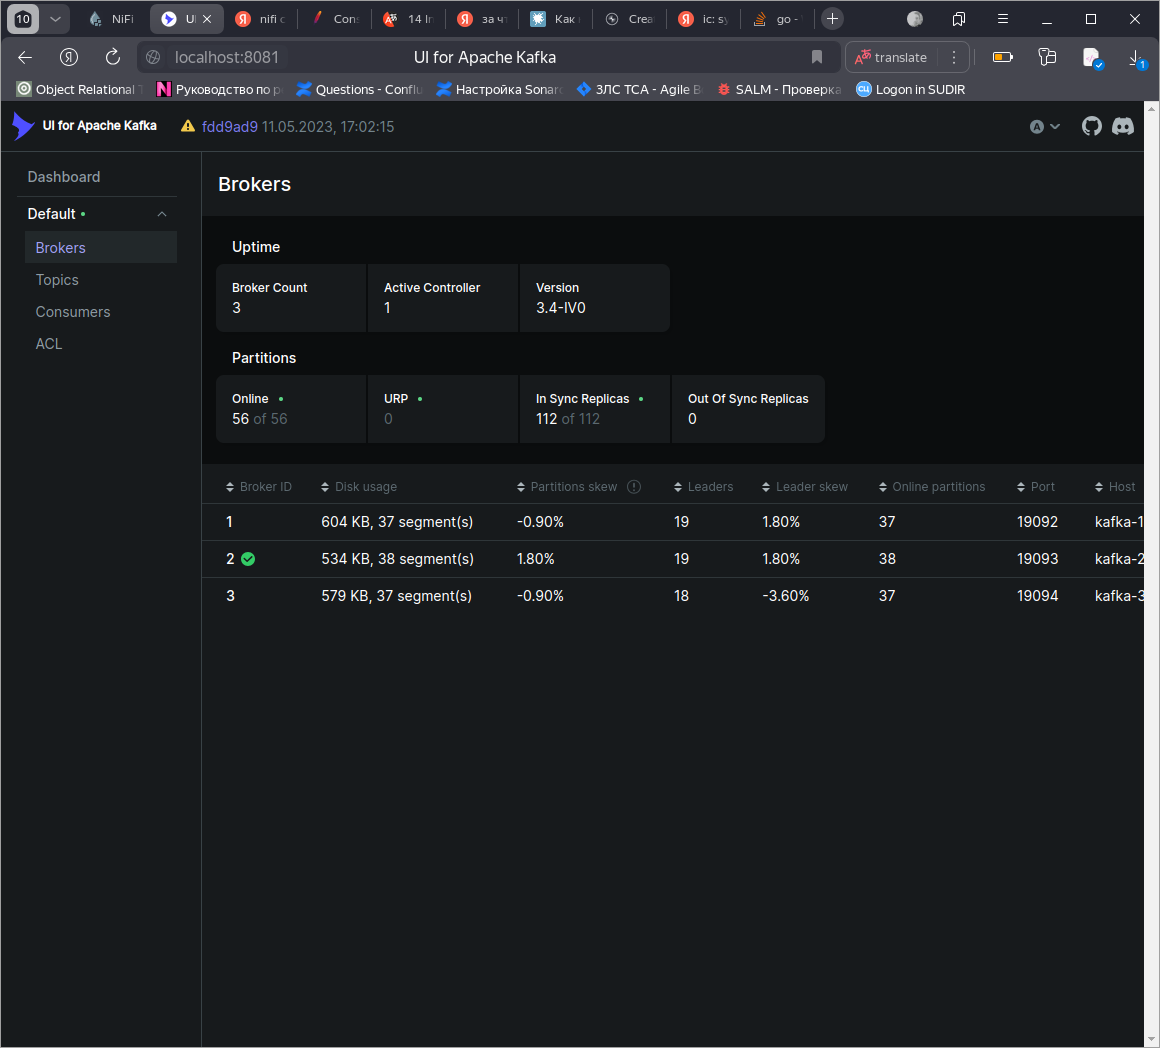 10 NiFi UI nifi с Cons 14 Ir за чт Как Crea ic: sy go -
localhost:8081 UI for Apache Kafka translate 1
Object Relational Руководство по р Questions - Conflu Настройка Sonar ЗЛС ТСА - Agile B SALM - Проверка Logon in SUDIR
UI for Apache Kafka fdd9ad9 11.05.2023, 17:02:15 A
Dashboard
Default
Brokers
Topics
Consumers
ACL
Brokers
Uptime
Broker Count Active Controller Version
3 1 3.4-IV0
Partitions
Online URP In Sync Replicas Out Of Sync Replicas
56 of 56 0 112 of 112 0
Broker ID Disk usage Partitions skew Leaders Leader skew Online partitions Port Host
1 604 KB, 37 segment(s) -0.90% 19 1.80% 37 19092 kafka-1
2 534 KB, 38 segment(s) 1.80% 19 1.80% 38 19093 kafka-2
3 579 KB, 37 segment(s) -0.90% 18 -3.60% 37 19094 kafka-3